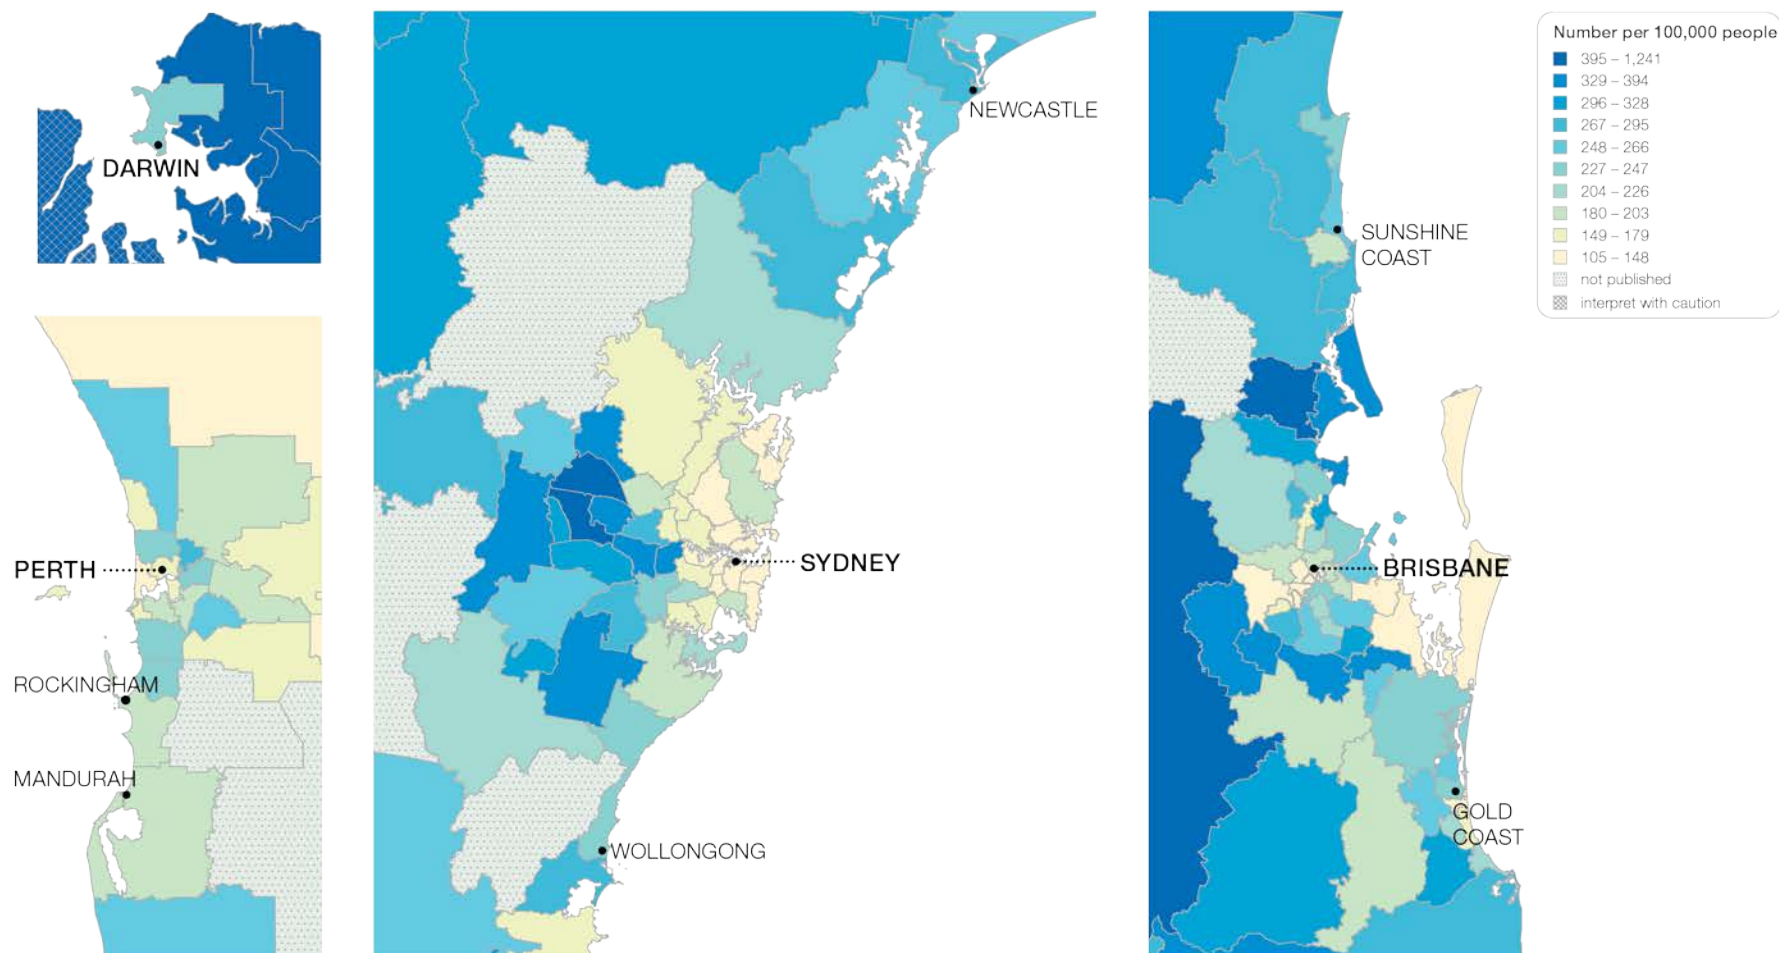 DARWIN
PERTH
ROCKINGHAM
MANDURAH
NEWCASTLE
SYDNEY
WOLLONGONG
SUNSHINE
COAST
BRISBANE
GOLD
COAST
Number per 100,000 people
395 – 1,241
329 – 394
296 – 328
267 – 295
248 – 266
227 – 247
204 – 226
180 – 203
149 – 179
105 – 148
not published
interpret with caution